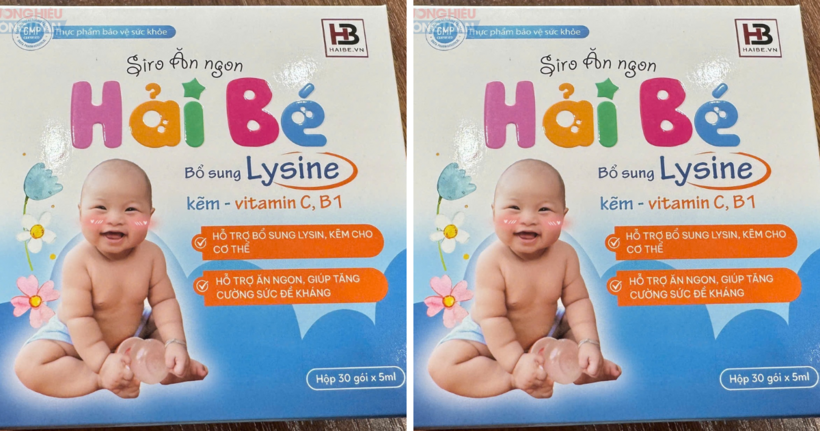 GMP
Thực phẩm bảo vệ sức khỏe
HB
HAIBE.VN
Siro Ăn ngon
Hải Bé
Bổ sung Lysine
kẽm - vitamin C, B1
HỖ TRỢ BỔ SUNG LYSIN, KẼM CHO
CƠ THỂ
HỖ TRỢ ĂN NGON, GIÚP TĂNG
CƯỜNG SỨC ĐỀ KHÁNG
Hộp 30 gói x 5ml
GMP
Thực phẩm bảo vệ sức khỏe
HB
HAIBE.VN
Siro Ăn ngon
Hải Bé
Bổ sung Lysine
kẽm - vitamin C, B1
HỖ TRỢ BỔ SUNG LYSIN, KẼM CHO
CƠ THỂ
HỖ TRỢ ĂN NGON, GIÚP TĂNG
CƯỜNG SỨC ĐỀ KHÁNG
Hộp 30 gói x 5ml